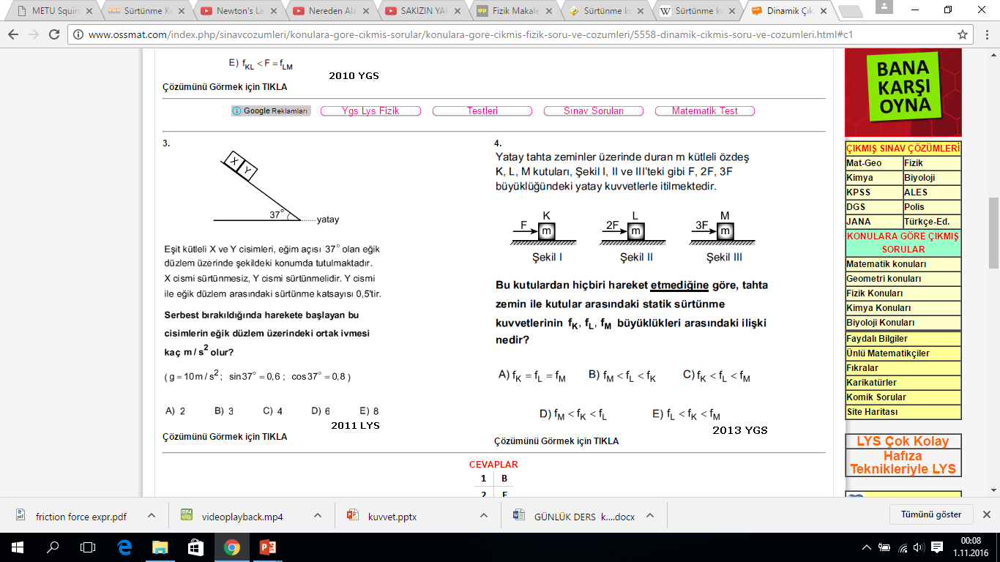 METU Squir
Sürtünme K
Newton's La
Nereden Ala
SAKIZIN YAP
Fizik Makale
Sürtünme ku
Sürtünme ku
Dinamik Çık
www.ossmat.com/index.php/sinavcozumleri/konulara-gore-cikmis-sorular/konulara-gore-cikmis-fizik-soru-ve-cozumleri/5558-dinamik-cikmis-soru-ve-cozumleri.html#c1
E) fKL < F = fLM
2010 YGS
Çözümünü Görmek için TIKLA
Google Reklamları
Ygs Lys Fizik
Testleri
Sınav Soruları
Matematik Test
3.
X Y
37° yatay
Eşit kütleli X ve Y cisimleri, eğim açısı 37° olan eğik
düzlem üzerinde şekildeki konumda tutulmaktadır.
X cismi sürtünmesiz, Y cismi sürtünmelidir. Y cismi
ile eğik düzlem arasındaki sürtünme katsayısı 0,5'tir.
Serbest bırakıldığında harekete başlayan bu
cisimlerin eğik düzlem üzerindeki ortak ivmesi
kaç m / s² olur?
( g = 10 m / s² ; sin37° = 0,6 ; cos37° = 0,8 )
A) 2 B) 3 C) 4 D) 6 E) 8
2011 LYS
Çözümünü Görmek için TIKLA
4.
Yatay tahta zeminler üzerinde duran m kütleli özdeş
K, L, M kutuları, Şekil I, II ve III'teki gibi F, 2F, 3F
büyüklüğündeki yatay kuvvetlerle itilmektedir.
K L M
F m 2F m 3F m
Şekil I Şekil II Şekil III
Bu kutulardan hiçbiri hareket etmediğine göre, tahta
zemin ile kutular arasındaki statik sürtünme
kuvvetlerinin fK, fL, fM büyüklükleri arasındaki ilişki
nedir?
A) fK = fL = fM B) fM < fL < fK C) fK < fL < fM
D) fM < fK < fL E) fL < fK < fM
2013 YGS
Çözümünü Görmek için TIKLA
CEVAPLAR
1 B
2
BANA
KARŞI
OYNA
ÇIKMIŞ SINAV ÇÖZÜMLERİ
Mat-Geo Fizik
Kimya Biyoloji
KPSS ALES
DGS Polis
JANA Türkçe-Ed.
KONULARA GÖRE ÇIKMIŞ
SORULAR
Matematik konuları
Geometri konuları
Fizik Konuları
Kimya Konuları
Biyoloji Konuları
Faydalı Bilgiler
Ünlü Matematikçiler
Fıkralar
Karikatürler
Komik Sorular
Site Haritası
LYS Çok Kolay
Hafıza
Teknikleriyle LYS
friction force expr.pdf
videoplayback.mp4
kuvvet.pptx
GÜNLÜK DERS k....docx
Tümünü göster
00:08
1.11.2016